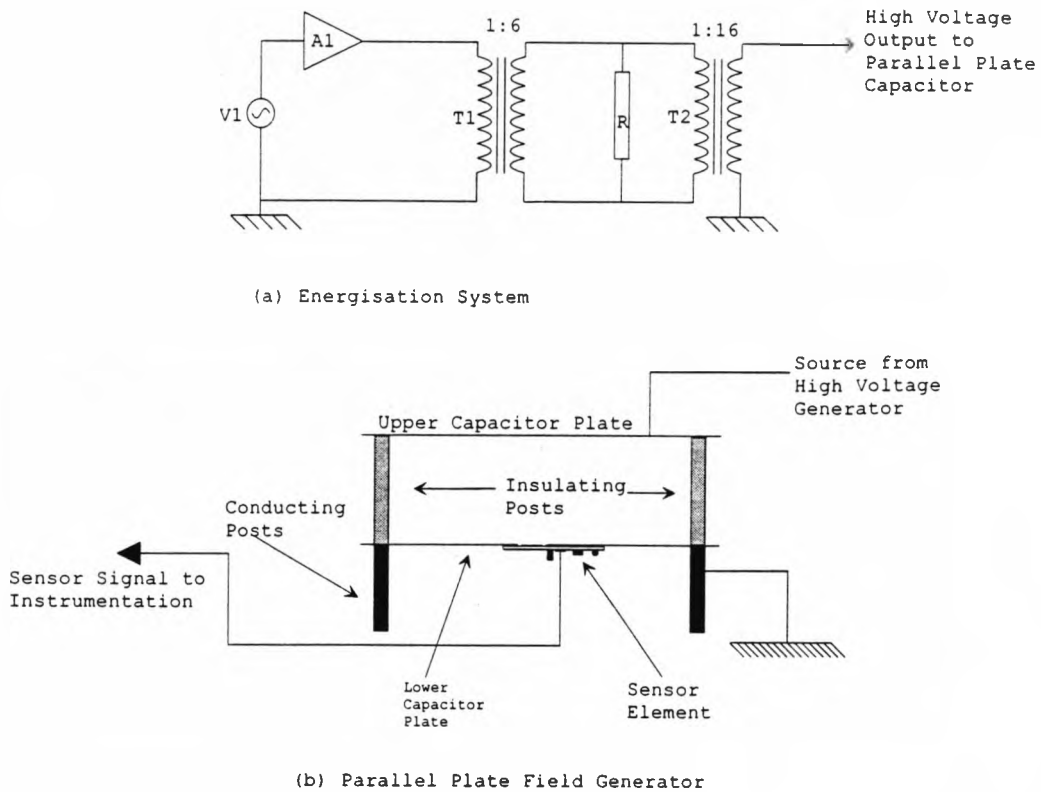 1:6
1:16
High Voltage
Output to
Parallel Plate
Capacitor
A1
V1
T1
R
T2
(a) Energisation System
Source from
High Voltage
Generator
Upper Capacitor Plate
Insulating
Posts
Conducting
Posts
Sensor Signal to
Instrumentation
Lower
Capacitor
Plate
Sensor
Element
(b) Parallel Plate Field Generator